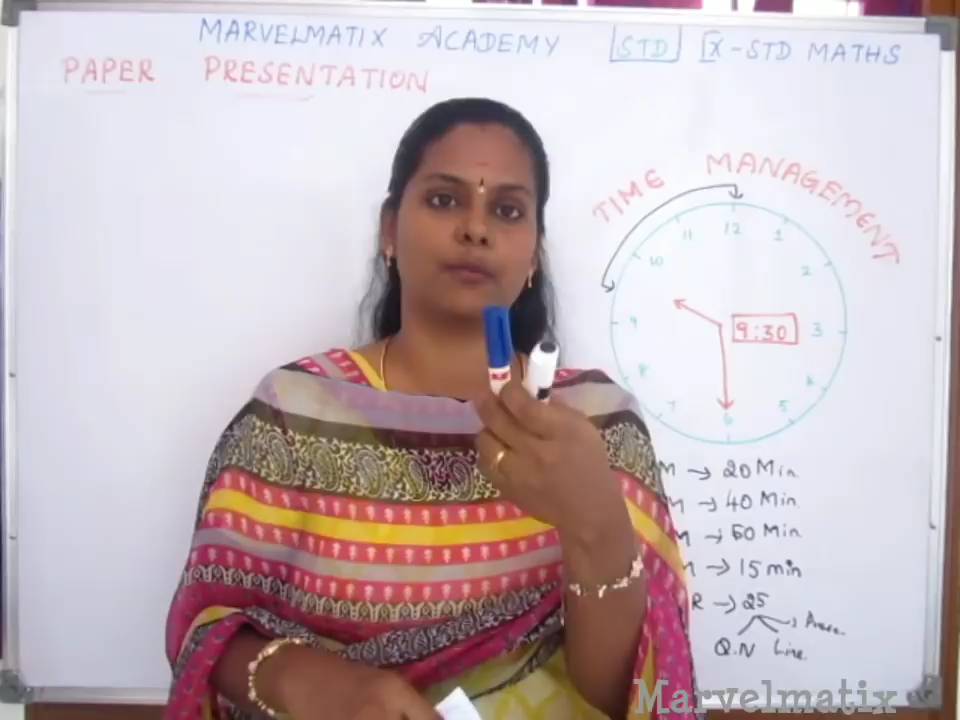 MARVELMATIX ACADEMY STD X-STD MATHS
PAPER PRESENTATION
TIME MANAGEMENT
12
1
2
3
4
5
6
7
8
9
10
11
9:30
M → 20 Min
M → 40 Min
M → 60 Min
M → 15 min
R → 25
Q.N Line
Marvelmatix